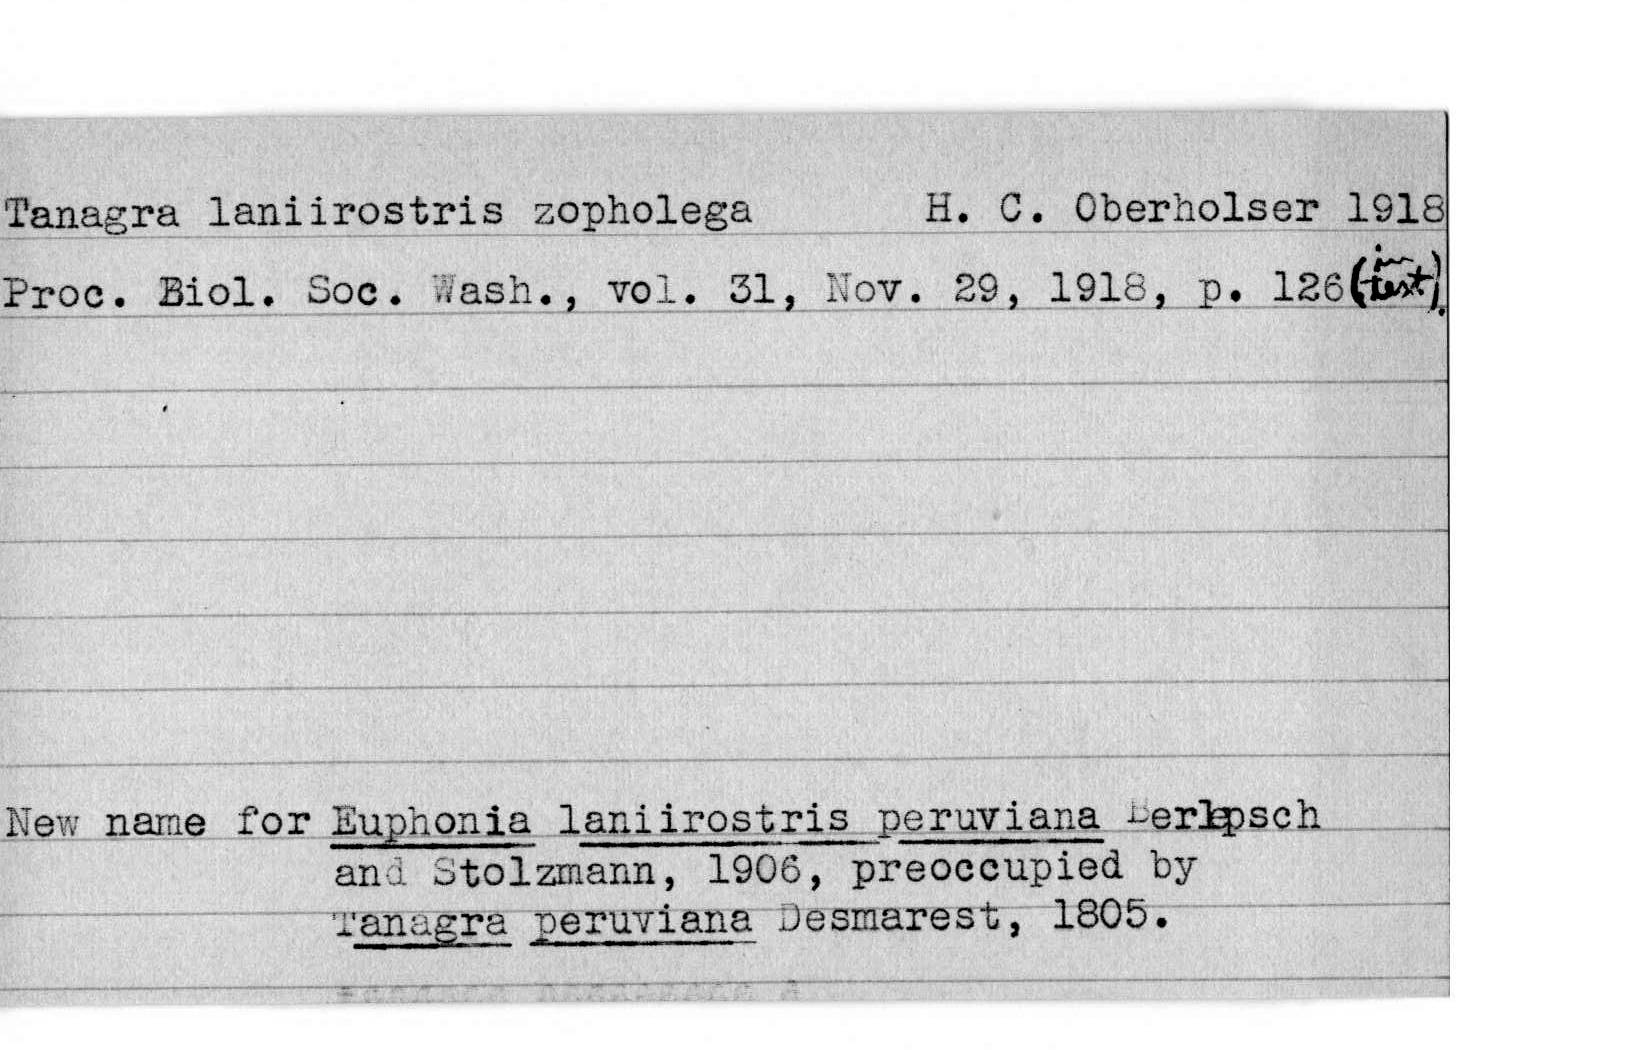 Tanagra laniirostris zopholega H. C. Oberholser 1918
Proc. Biol. Soc. Wash., vol. 31, Nov. 29, 1918, p. 126 (in text).
New name for Euphonia laniirostris peruviana Berlepsch
and Stolzmann, 1906, preoccupied by
Tanagra peruviana Desmarest, 1805.